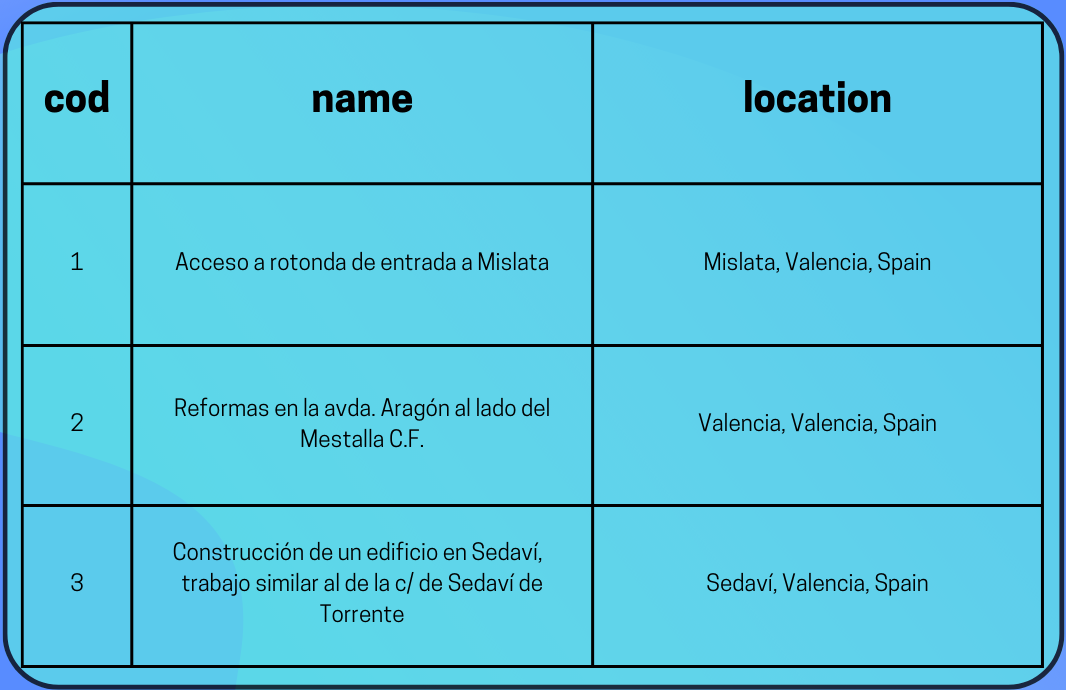 cod name location
1 Acceso a rotonda de entrada a Mislata Mislata, Valencia, Spain
Reformas en la avda. Aragón al lado del
2 Mestalla C.F. Valencia, Valencia, Spain
Construcción de un edificio en Sedaví,
3 trabajo similar al de la c/ de Sedaví de Sedaví, Valencia, Spain
Torrente